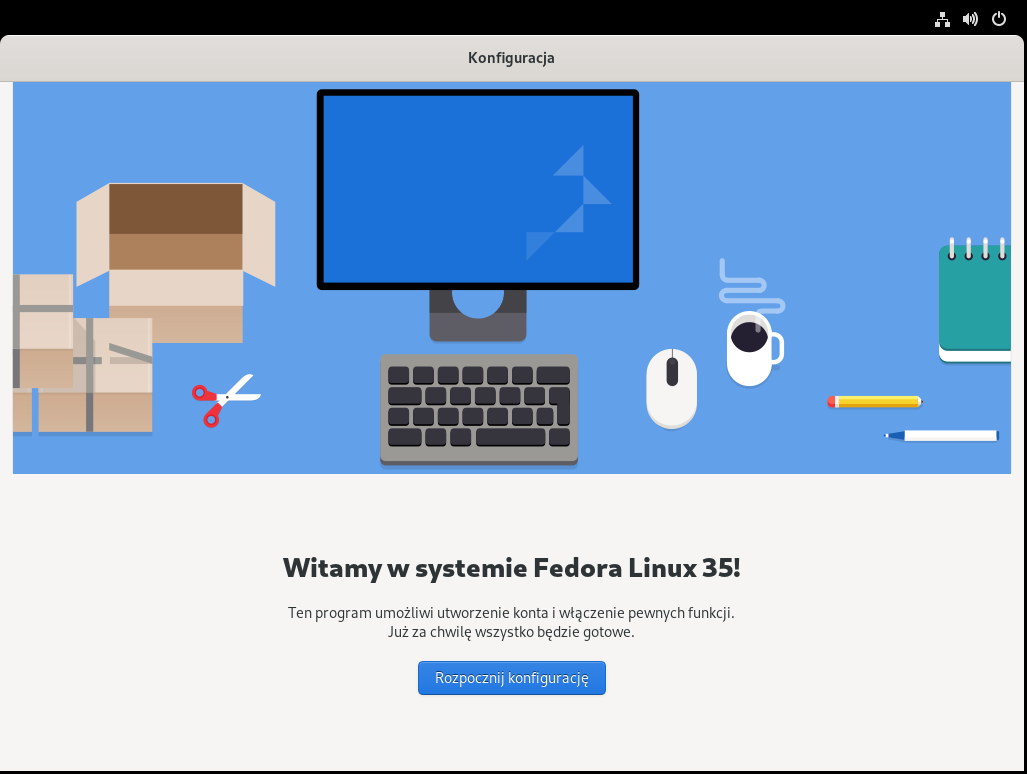 Konfiguracja
Witamy w systemie Fedora Linux 35!
Ten program umożliwi utworzenie konta i włączenie pewnych funkcji.
Już za chwilę wszystko będzie gotowe.
Rozpocznij konfigurację